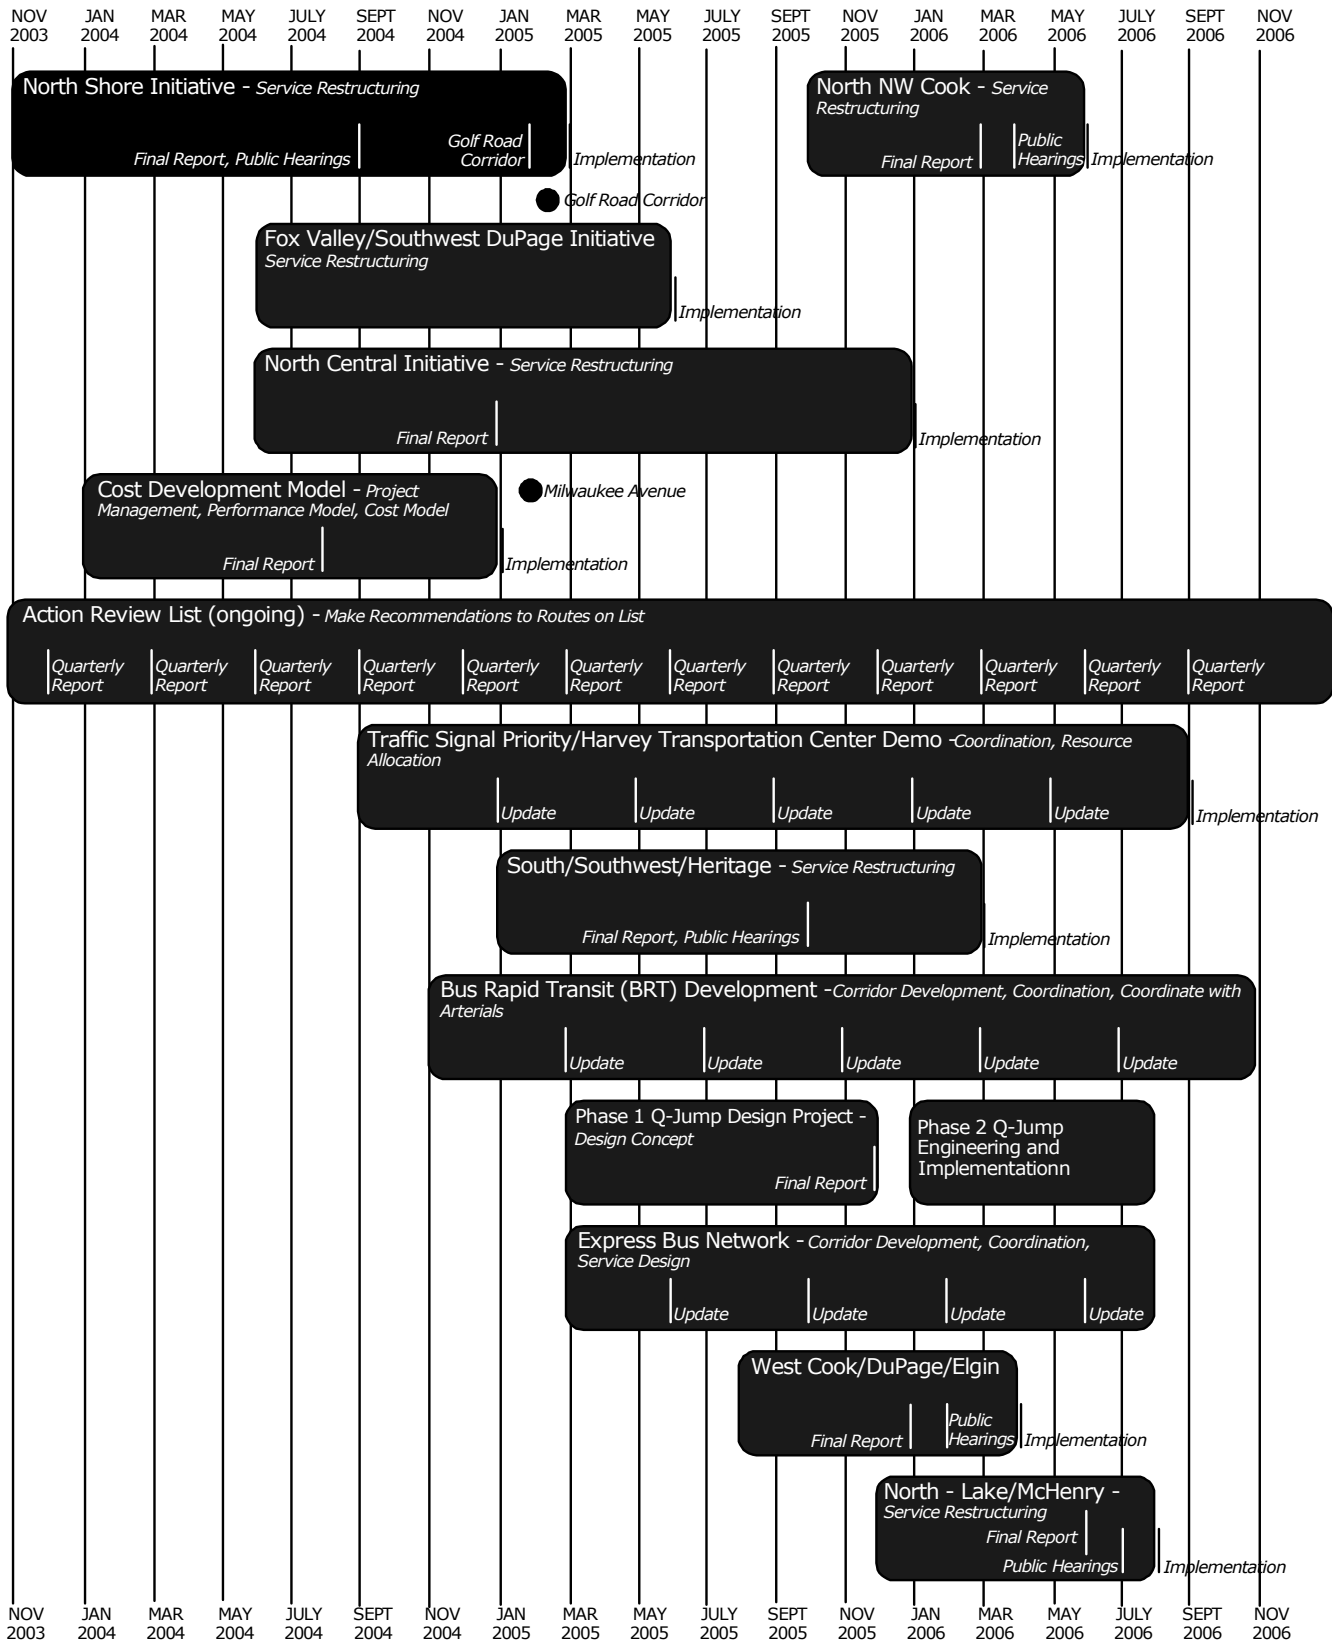 NOV JAN MAR MAY JULY SEPT NOV JAN MAR MAY JULY SEPT NOV JAN MAR MAY JULY SEPT NOV
2003 2004 2004 2004 2004 2004 2004 2005 2005 2005 2005 2005 2005 2006 2006 2006 2006 2006 2006
North Shore Initiative - Service Restructuring
Final Report, Public Hearings
Golf Road
Corridor
Implementation
North NW Cook - Service
Restructuring
Final Report
Public
Hearings
Implementation
Golf Road Corridor
Fox Valley/Southwest DuPage Initiative
Service Restructuring
Implementation
North Central Initiative - Service Restructuring
Final Report
Implementation
Cost Development Model - Project
Management, Performance Model, Cost Model
Final Report
Implementation
Milwaukee Avenue
Action Review List (ongoing) - Make Recommendations to Routes on List
Quarterly Quarterly Quarterly Quarterly Quarterly Quarterly Quarterly Quarterly Quarterly Quarterly Quarterly Quarterly
Report Report Report Report Report Report Report Report Report Report Report Report
Traffic Signal Priority/Harvey Transportation Center Demo -Coordination, Resource
Allocation
Update Update Update Update Update
Implementation
South/Southwest/Heritage - Service Restructuring
Final Report, Public Hearings
Implementation
Bus Rapid Transit (BRT) Development -Corridor Development, Coordination, Coordinate with
Arterials
Update Update Update Update Update
Phase 1 Q-Jump Design Project -
Design Concept
Final Report
Phase 2 Q-Jump
Engineering and
Implementationn
Express Bus Network - Corridor Development, Coordination,
Service Design
Update Update Update Update
West Cook/DuPage/Elgin
Final Report
Public
Hearings
Implementation
North - Lake/McHenry -
Service Restructuring
Final Report
Public Hearings
Implementation
NOV JAN MAR MAY JULY SEPT NOV JAN MAR MAY JULY SEPT NOV JAN MAR MAY JULY SEPT NOV
2003 2004 2004 2004 2004 2004 2004 2005 2005 2005 2005 2005 2005 2006 2006 2006 2006 2006 2006